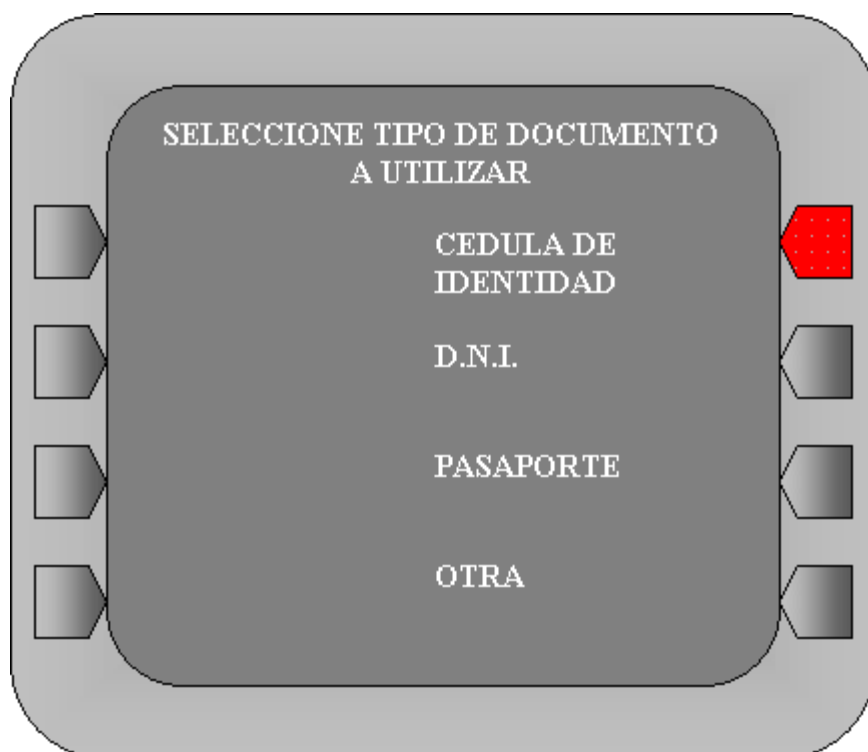 SELECCIONE TIPO DE DOCUMENTO
A UTILIZAR
CEDULA DE
IDENTIDAD
D.N.I.
PASAPORTE
OTRA